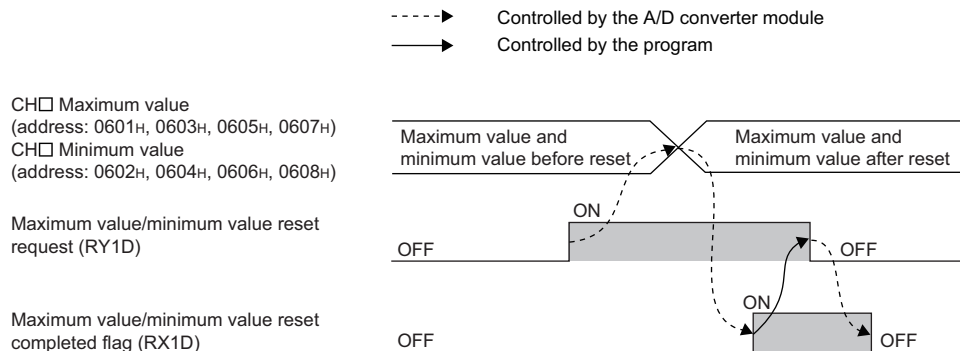 Controlled by the A/D converter module
Controlled by the program
CH□ Maximum value
(address: 0601H, 0603H, 0605H, 0607H)
CH□ Minimum value
(address: 0602H, 0604H, 0606H, 0608H)
Maximum value and
minimum value before reset
Maximum value and
minimum value after reset
Maximum value/minimum value reset
request (RY1D)
OFF
ON
OFF
Maximum value/minimum value reset
completed flag (RX1D)
OFF
ON
OFF